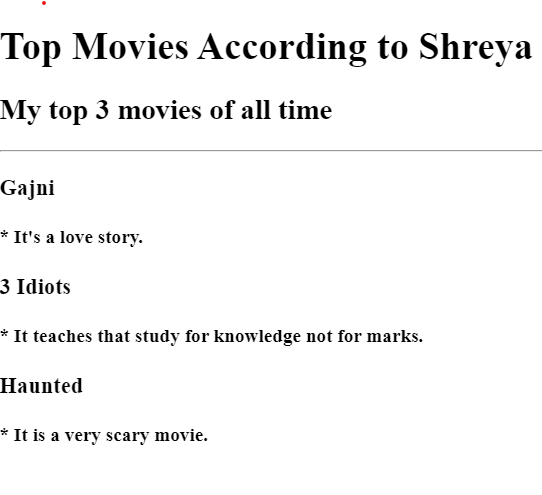 Top Movies According to Shreya
My top 3 movies of all time
Gajni
* It's a love story.
3 Idiots
* It teaches that study for knowledge not for marks.
Haunted
* It is a very scary movie.